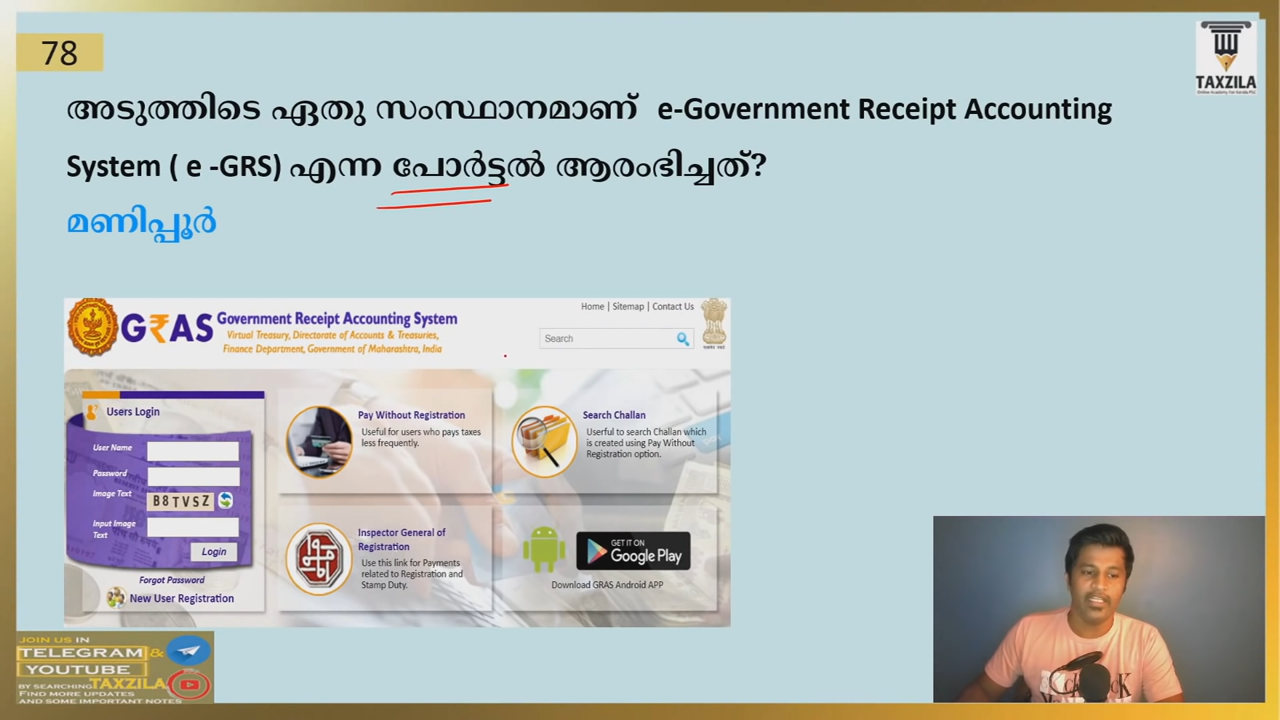 78
TAXZILA
Online Academy For Kerala PSC
അടുത്തിടെ ഏതു സംസ്ഥാനമാണ് e-Government Receipt Accounting
System ( e -GRS) എന്ന പോർട്ടൽ ആരംഭിച്ചത്?
മണിപ്പൂർ
Home | Sitemap | Contact Us
GRAS Government Receipt Accounting System
Virtual Treasury, Directorate of Accounts & Treasuries,
Finance Department, Government of Maharashtra, India
Search
Users Login
User Name
Password
Image Text B8TVSZ
Input Image
Text
Login
Forgot Password
New User Registration
Pay Without Registration
Useful for users who pays taxes
less frequently.
Search Challan
Userful to search Challan which
is created using Pay Without
Registration option.
Inspector General of
Registration
Use this link for Payments
related to Registration and
Stamp Duty.
GET IT ON
Google Play
Download GRAS Android APP
JOIN US IN
TELEGRAM &
YOUTUBE
BY SEARCHING TAXZILA
FIND MORE UPDATES
AND SOME IMPORTANT NOTES